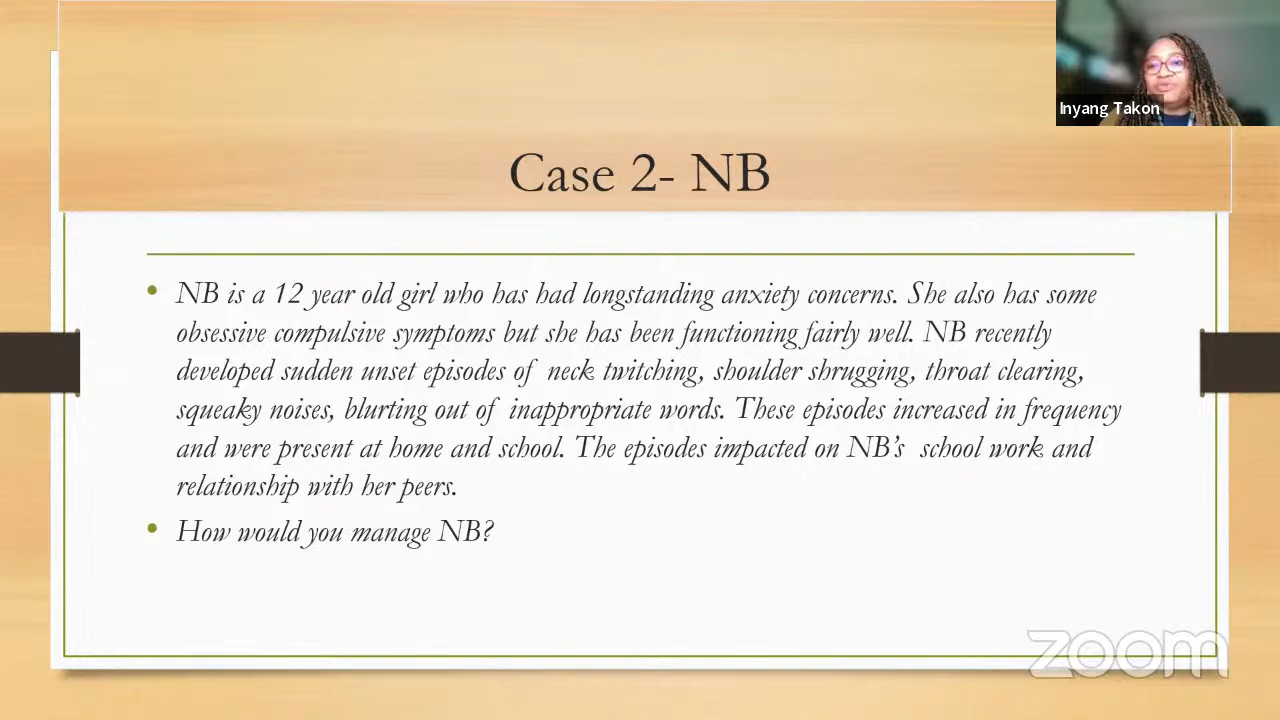 Inyang Takon
Case 2- NB
• NB is a 12 year old girl who has had longstanding anxiety concerns. She also has some
obsessive compulsive symptoms but she has been functioning fairly well. NB recently
developed sudden unset episodes of neck twitching, shoulder shrugging, throat clearing,
squeaky noises, blurting out of inappropriate words. These episodes increased in frequency
and were present at home and school. The episodes impacted on NB's school work and
relationship with her peers.
• How would you manage NB?
zoom